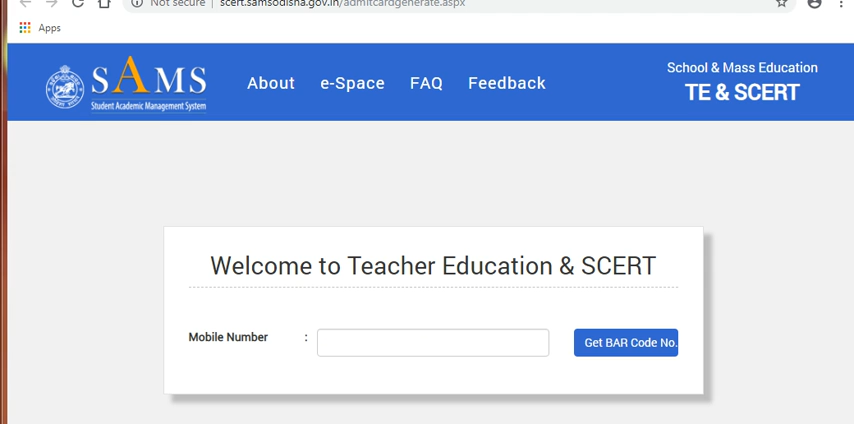 Not secure | scert.samsodisha.gov.in/admitcardgenerate.aspx
Apps
SAMS
Student Academic Management System
About e-Space FAQ Feedback
School & Mass Education
TE & SCERT
Welcome to Teacher Education & SCERT
Mobile Number : Get BAR Code No.